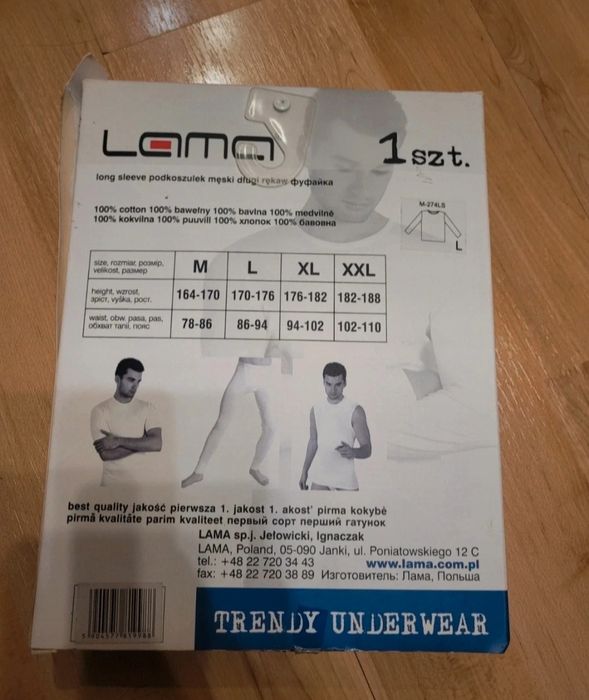 LAMA
1 szt.
long sleeve podkoszulek męski długi rękaw фуфайка
100% cotton 100% bawełny 100% bavlna 100% medvilnė
100% kokvilna 100% puuvill 100% хлопок 100% бавовна
M-274LS
L
size, rozmiar, розмір, velikost, размер M L XL XXL
height, wzrost, зріст, výška, рост. 164-170 170-176 176-182 182-188
waist, obw. pasa, pas, обхват талії, пояс 78-86 86-94 94-102 102-110
best quality jakość pierwsza 1. jakost 1. akost' pirma kokybė
pirmā kvalitāte parim kvaliteet первый сорт перший гатунок
LAMA sp.j. Jełowicki, Ignaczak
LAMA, Poland, 05-090 Janki, ul. Poniatowskiego 12 C
tel.: +48 22 720 34 43 www.lama.com.pl
fax: +48 22 720 38 89 Изготовитель: Лама, Польша
TRENDY UNDERWEAR